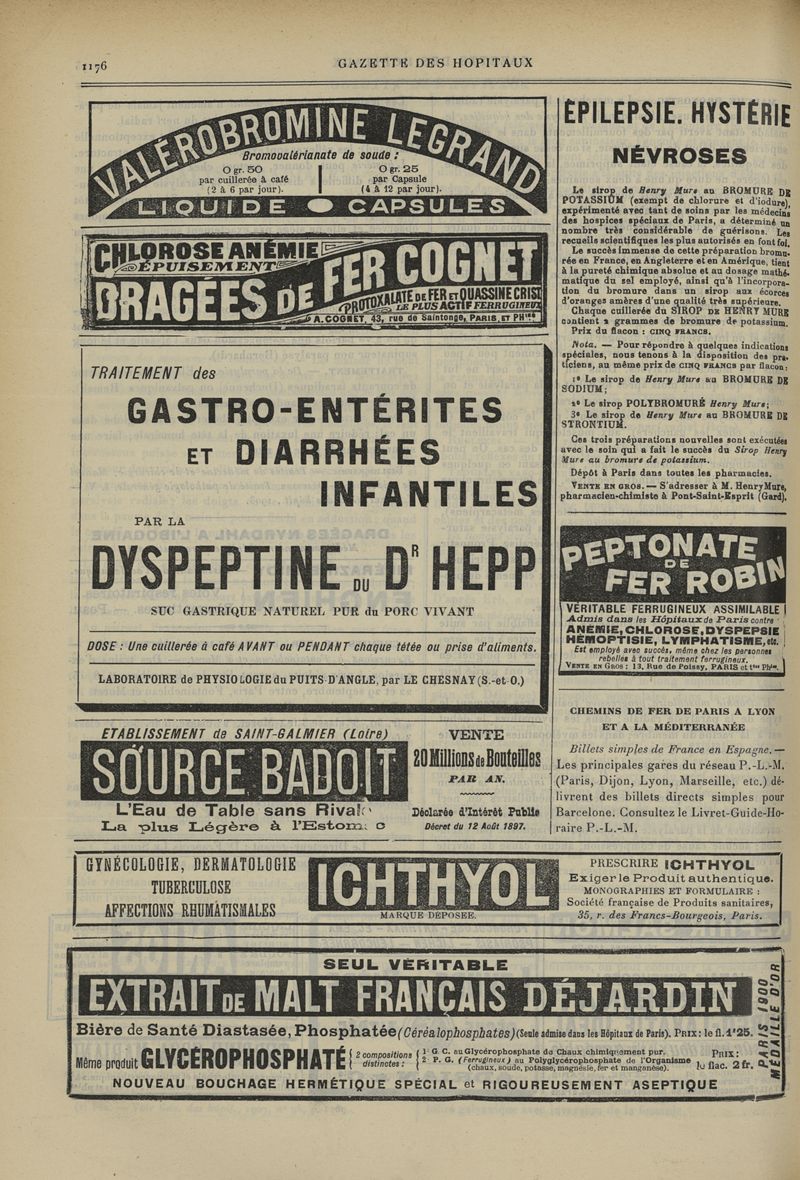 1176
GAZETTE DES HOPITAUX
VALÉROBROMINE LEGRAND
Bromovalérianate de soude :
0 gr. 50
par cuillerée à café
(2 à 6 par jour).
0 gr. 25
par Capsule
(4 à 12 par jour).
LIQUIDE
CAPSULES
CHLOROSE ANÉMIE
ÉPUISEMENT
DRAGÉES DE FER COGNET
PROTOXALATE DE FER ET QUASSINE CRIST
LE PLUS ACTIF FERRUGINEUX
A. COGNET, 43, rue de Saintonge, PARIS, ET PHies
TRAITEMENT des
GASTRO-ENTÉRITES
ET DIARRHÉES
INFANTILES
PAR LA
DYSPEPTINE DU DR HEPP
SUC GASTRIQUE NATUREL PUR du PORC VIVANT
DOSE : Une cuillerée à café AVANT ou PENDANT chaque tétée ou prise d'aliments.
LABORATOIRE de PHYSIOLOGIE du PUITS D'ANGLE, par LE CHESNAY (S.-et-O.)
ETABLISSEMENT de SAINT-GALMIER (Loire)
SOURCE BADOIT
L'Eau de Table sans Rival
La plus Légère à l'Estom c
VENTE
20 Millions de Bouteilles
PAR AN.
Déclarée d'Intérêt Public
Décret du 12 Août 1897.
ÉPILEPSIE. HYSTÉRIE
NÉVROSES
Le sirop de Henry Mure au BROMURE DE
POTASSIUM (exempt de chlorure et d'iodure),
expérimenté avec tant de soins par les médecins
des hospices spéciaux de Paris, a déterminé un
nombre très considérable de guérisons. Les
recueils scientifiques les plus autorisés en font foi.
Le succès immense de cette préparation bromu-
rée en France, en Angleterre et en Amérique, tient
à la pureté chimique absolue et au dosage mathé-
matique du sel employé, ainsi qu'à l'incorpora-
tion du bromure dans un sirop aux écorces
d'oranges amères d'une qualité très supérieure.
Chaque cuillerée du SIROP DE HENRY MURE
contient 2 grammes de bromure de potassium.
Prix du flacon : CINQ FRANCS.
Nota. — Pour répondre à quelques indications
spéciales, nous tenons à la disposition des pra-
ticiens, au même prix de CINQ FRANCS par flacon :
1° Le sirop de Henry Mure au BROMURE DE
SODIUM;
2° Le sirop POLYBROMURÉ Henry Mure;
3° Le sirop de Henry Mure au BROMURE DE
STRONTIUM.
Ces trois préparations nouvelles sont exécutées
avec le soin qui a fait le succès du Sirop Henry
Mure au bromure de potassium.
Dépôt à Paris dans toutes les pharmacies.
VENTE EN GROS. — S'adresser à M. Henry Mure,
pharmacien-chimiste à Pont-Saint-Esprit (Gard).
PEPTONATE
DE
FER ROBIN
VÉRITABLE FERRUGINEUX ASSIMILABLE
Admis dans les Hôpitaux de Paris contre
ANÉMIE, CHLOROSE, DYSPEPSIE
HÉMOPTISIE, LYMPHATISME, etc.
Est employé avec succès, même chez les personnes
rebelles à tout traitement ferrugineux.
VENTE EN GROS : 13, Rue de Poissy, PARIS et ttes Phies.
CHEMINS DE FER DE PARIS A LYON
ET A LA MÉDITERRANÉE
Billets simples de France en Espagne. —
Les principales gares du réseau P.-L.-M.
(Paris, Dijon, Lyon, Marseille, etc.) dé-
livrent des billets directs simples pour
Barcelone. Consultez le Livret-Guide-Ho-
raire P.-L.-M.
GYNÉCOLOGIE, DERMATOLOGIE
TUBERCULOSE
AFFECTIONS RHUMATISMALES
ICHTHYOL
MARQUE DÉPOSÉE.
PRESCRIRE ICHTHYOL
Exiger le Produit authentique.
MONOGRAPHIES ET FORMULAIRE :
Société française de Produits sanitaires,
35, r. des Francs-Bourgeois, Paris.
SEUL VÉRITABLE
EXTRAIT DE MALT FRANÇAIS DÉJARDIN
Bière de Santé Diastasée, Phosphatée (Céréalophosphates) (Seule admise dans les Hôpitaux de Paris). PRIX: le fl. 1f25.
Même produit GLYCÉROPHOSPHATÉ
2 compositions
distinctes :
1° G. C. au Glycérophosphate de Chaux chimiquement pur.
2° P. G. (Ferrugineux) au Polyglycérophosphate de l'Organisme
(chaux, soude, potasse, magnésie, fer et manganèse).
PRIX:
le flac. 2 fr.
NOUVEAU BOUCHAGE HERMÉTIQUE SPÉCIAL et RIGOUREUSEMENT ASEPTIQUE
PARIS 1900
MÉDAILLE D'OR